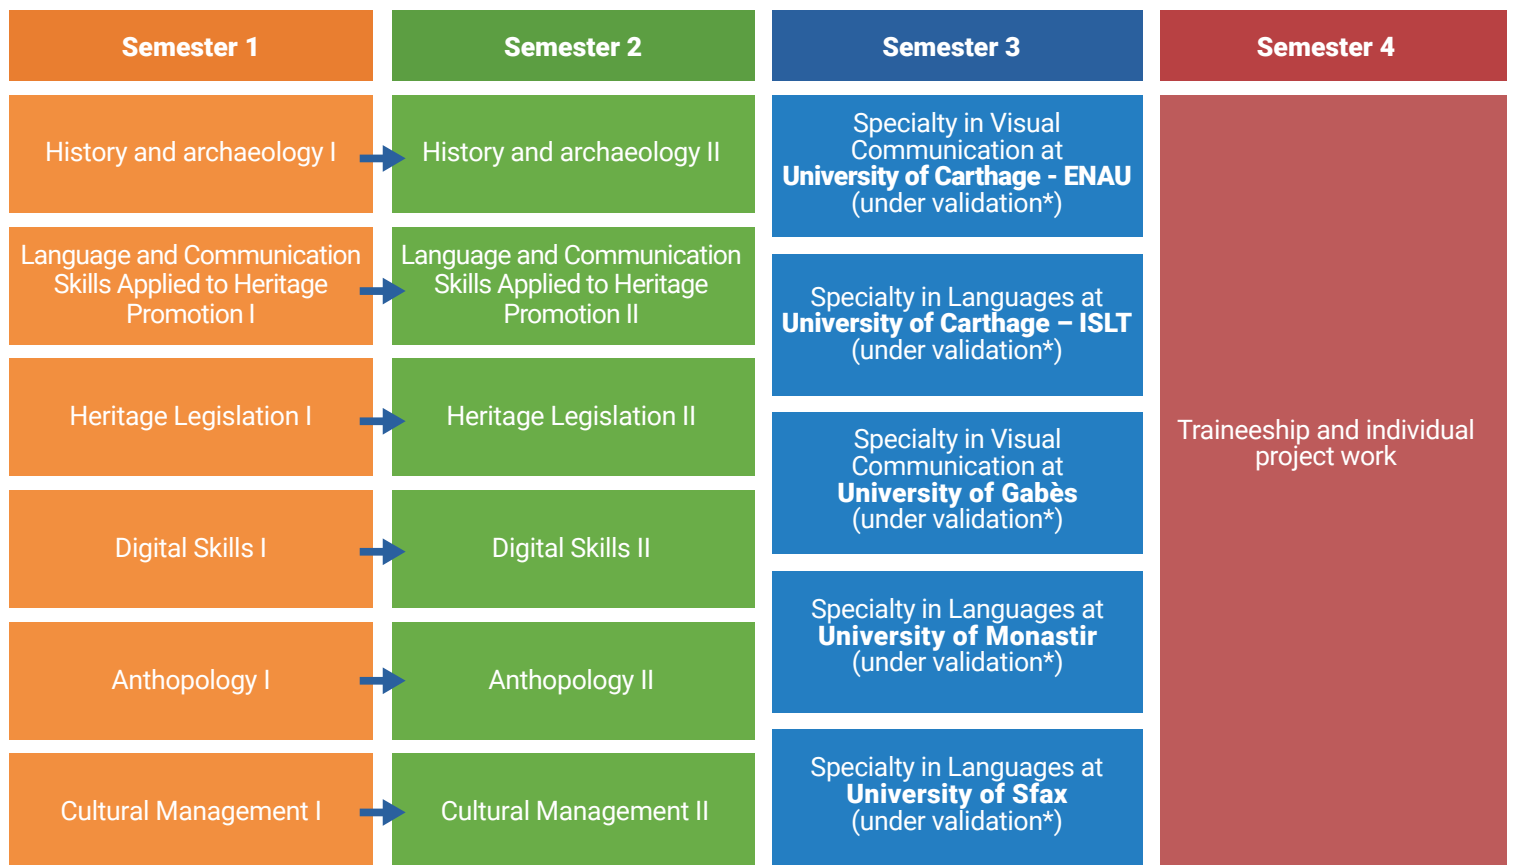 Semester 1
History and archaeology I
Language and Communication
Skills Applied to Heritage
Promotion I
Heritage Legislation I
Digital Skills I
Anthopology I
Cultural Management I
Semester 2
History and archaeology II
Language and Communication
Skills Applied to Heritage
Promotion II
Heritage Legislation II
Digital Skills II
Anthopology II
Cultural Management II
Semester 3
Specialty in Visual
Communication at
University of Carthage - ENAU
(under validation*)
Specialty in Languages at
University of Carthage – ISLT
(under validation*)
Specialty in Visual
Communication at
University of Gabès
(under validation*)
Specialty in Languages at
University of Monastir
(under validation*)
Specialty in Languages at
University of Sfax
(under validation*)
Semester 4
Traineeship and individual
project work